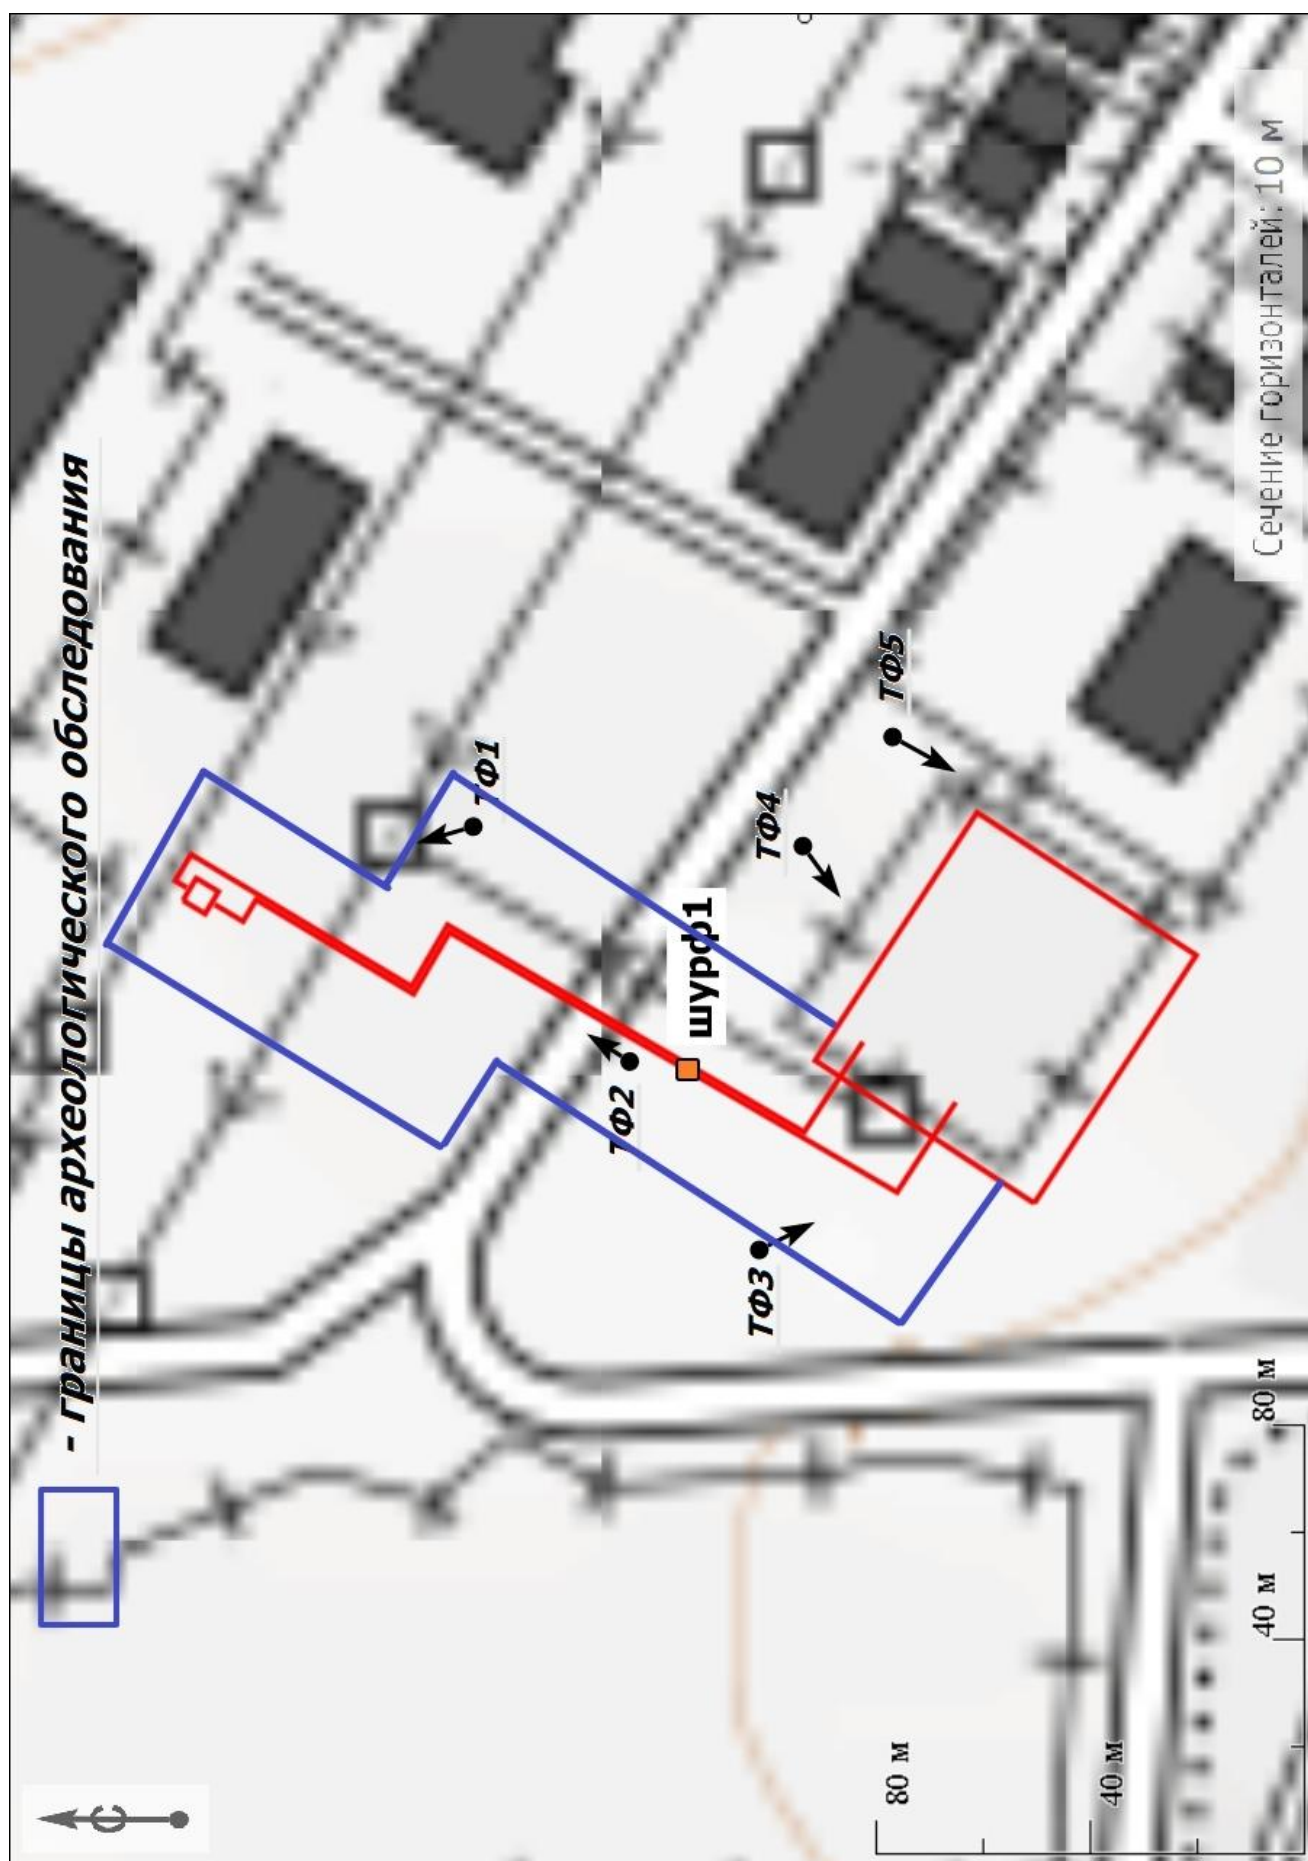 - границы археологического обследования
С
ТФ1
ТФ2
шурф1
ТФ3
ТФ4
ТФ5
80 м
40 м
40 м
80 м
Сечение горизонталей: 10 м